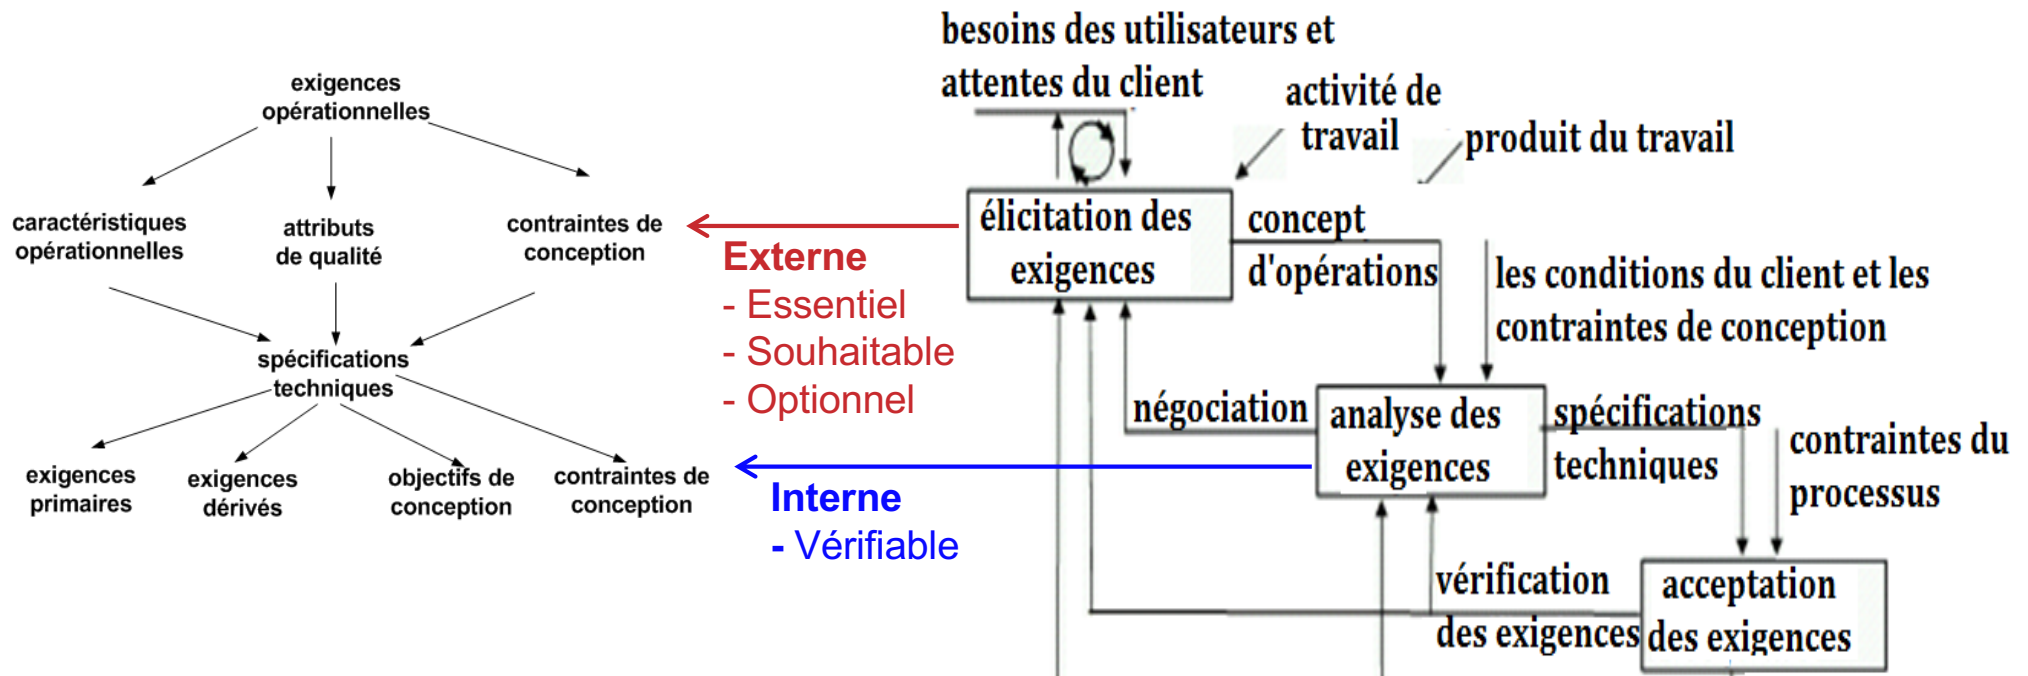 exigences
opérationnelles
caractéristiques
opérationnelles
attributs
de qualité
contraintes de
conception
spécifications
techniques
exigences
primaires
exigences
dérivés
objectifs de
conception
contraintes de
conception
Externe
- Essentiel
- Souhaitable
- Optionnel
Interne
- Vérifiable
besoins des utilisateurs et
attentes du client
activité de
travail
produit du travail
élicitation des
exigences
concept
d'opérations
les conditions du client et les
contraintes de conception
négociation
analyse des
exigences
spécifications
techniques
contraintes du
processus
vérification
des exigences
acceptation
des exigences